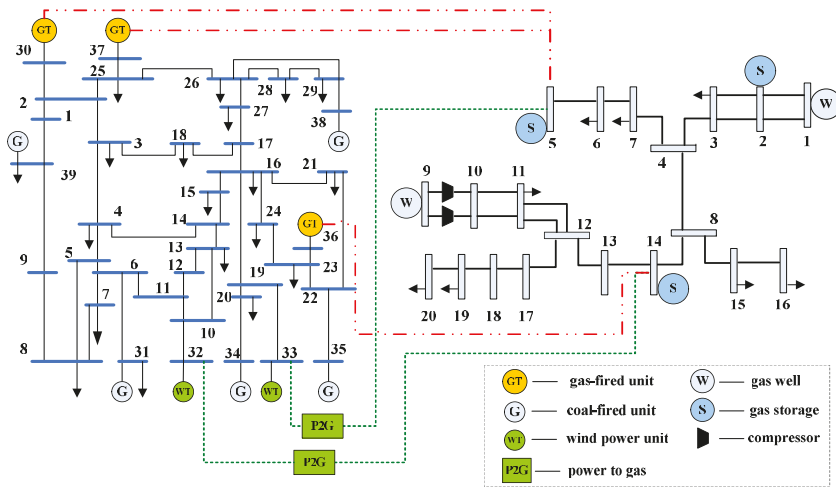 GT GT
30 37
25 26 28 29
S
W
2 27 38
1
G
5 6 7 3 2 1
S
G
3 18 17
4
39
16 21
9 10 11
15
W
GT
24 36
4 14 8
12
5 13 23 13 14
9 6 12 19 22
S
7 11 20
10 20 19 18 17 15 16
8 31 32 34 33 35
G WT G WT G
P2G
P2G
GT gas-fired unit W gas well
G coal-fired unit S gas storage
WT wind power unit compressor
P2G power to gas